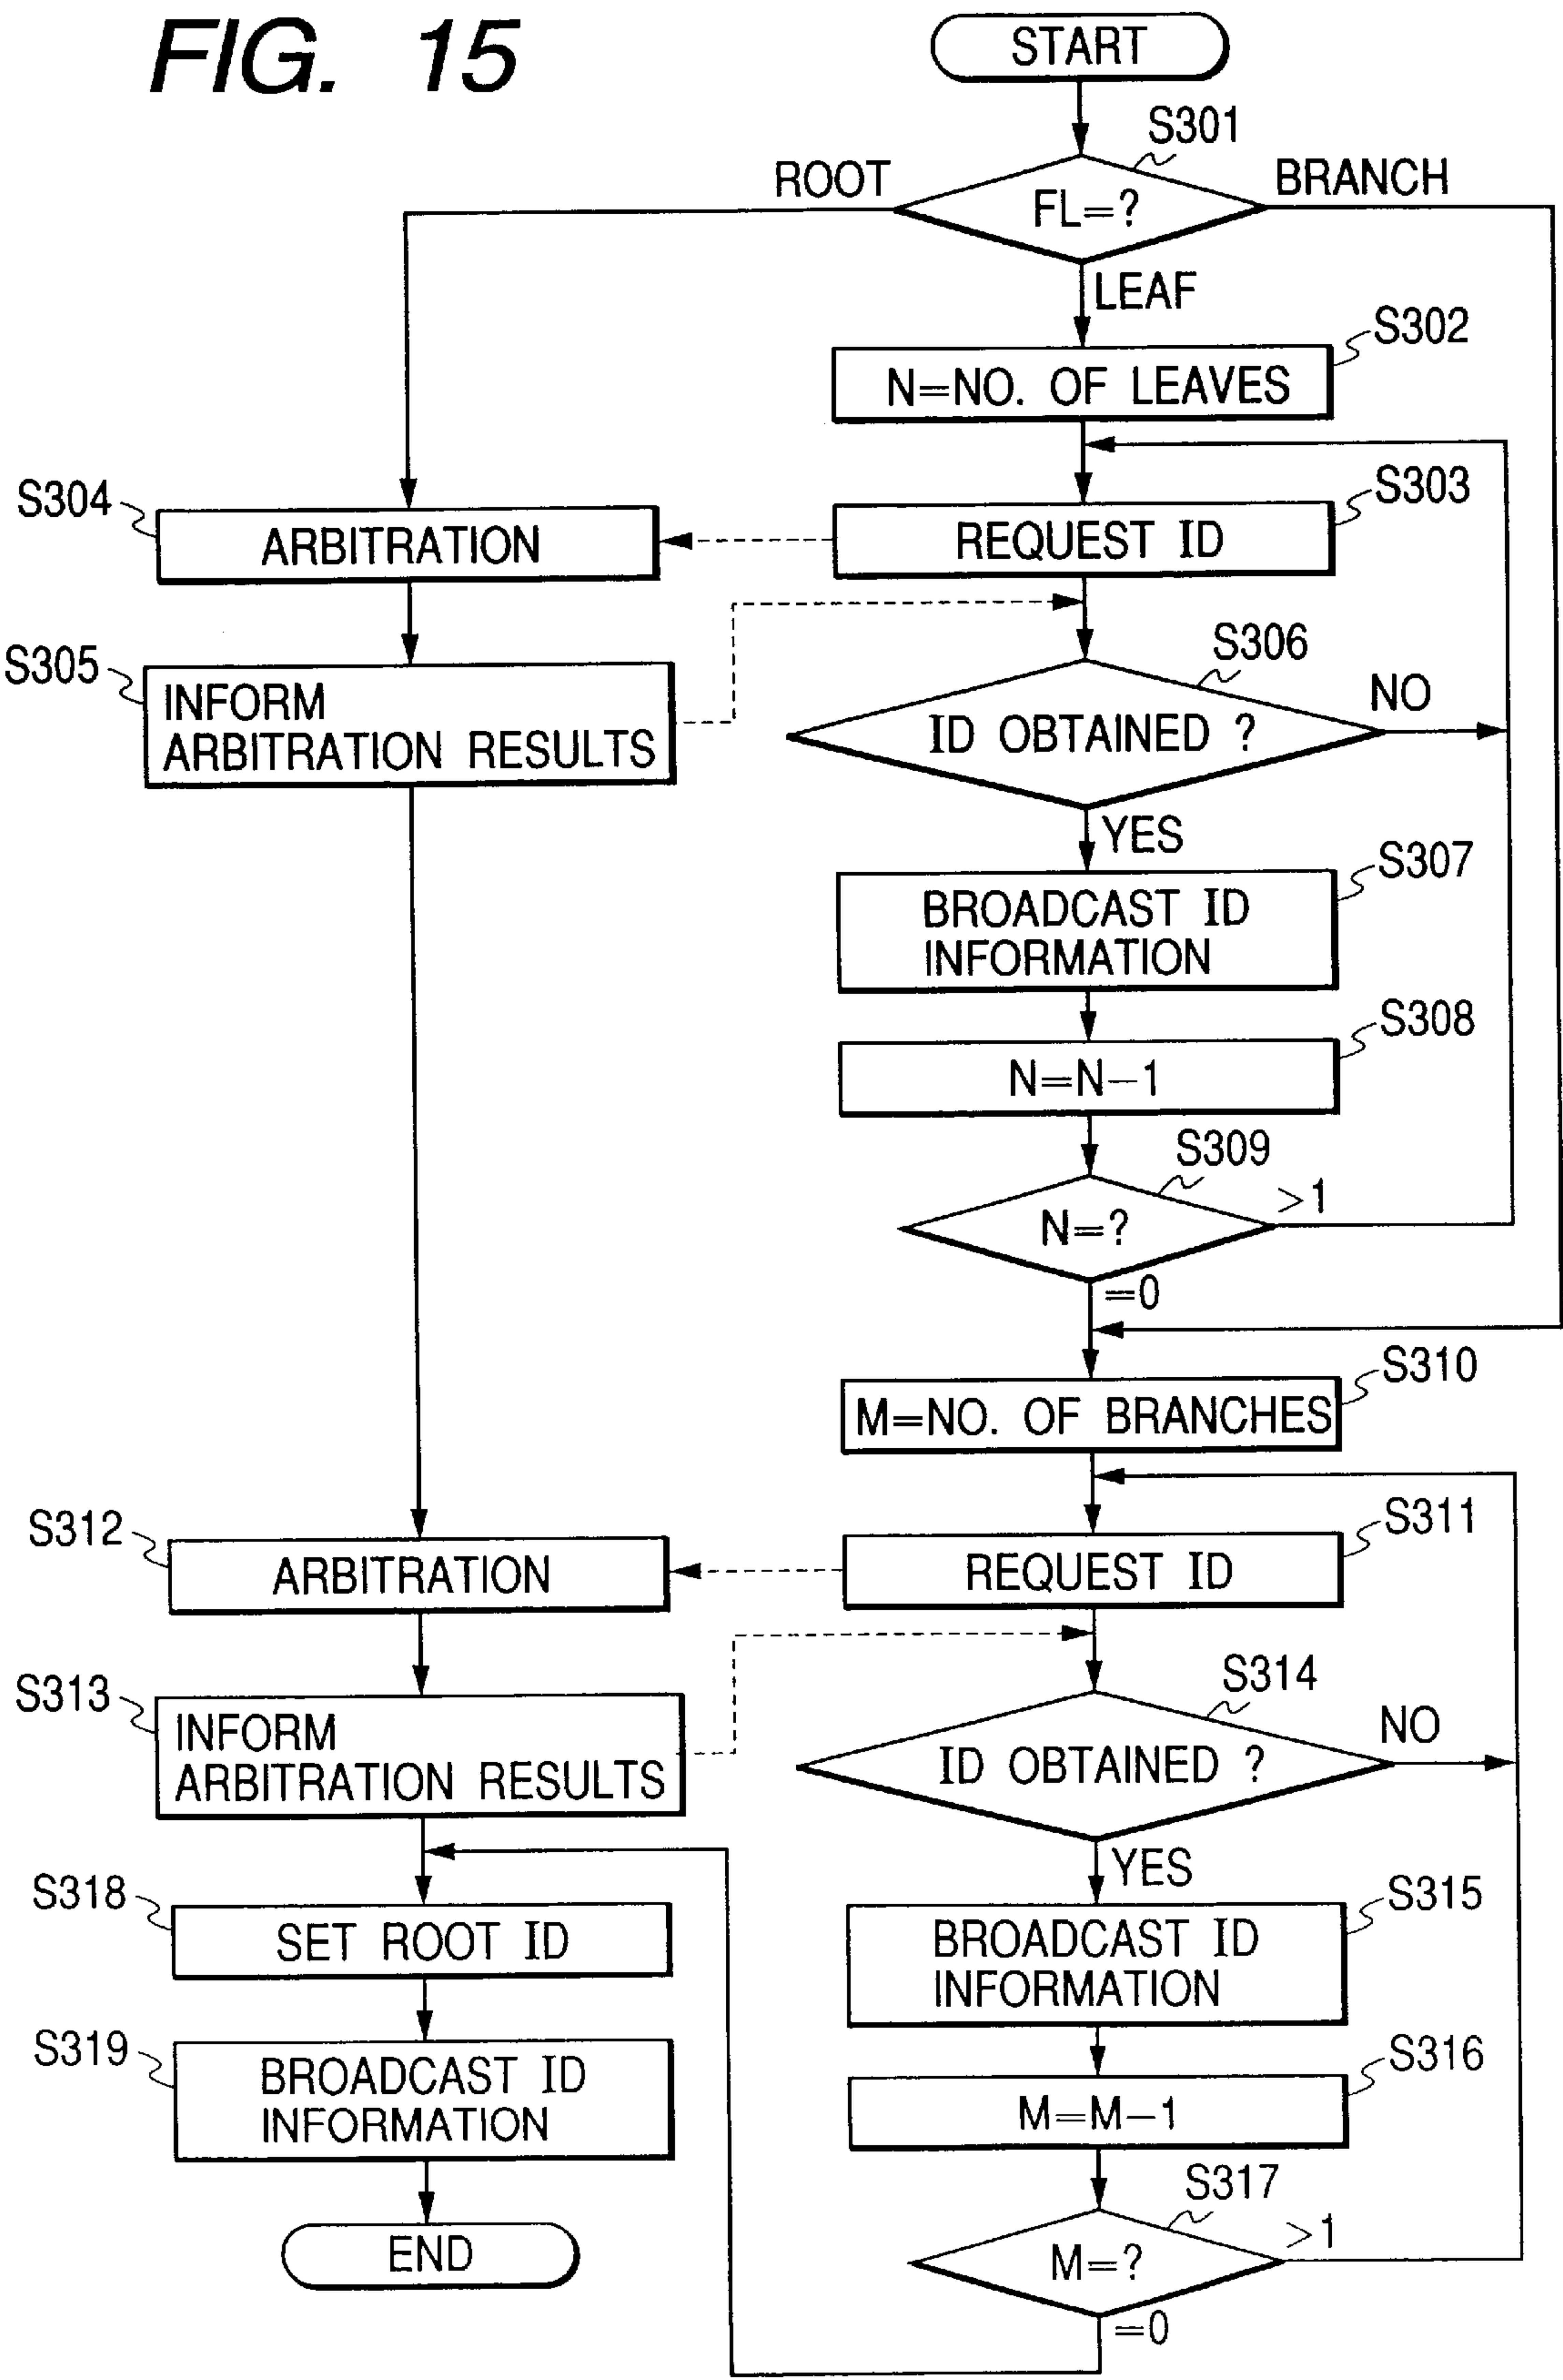 FIG. 15
START
S301
ROOT
FL=?
BRANCH
LEAF
S302
N=NO. OF LEAVES
S304
ARBITRATION
S303
REQUEST ID
S305
INFORM
ARBITRATION RESULTS
S306
ID OBTAINED ?
NO
YES
S307
BROADCAST ID
INFORMATION
S308
N=N-1
S309
N=?
>1
=0
S310
M=NO. OF BRANCHES
S312
ARBITRATION
S311
REQUEST ID
S313
INFORM
ARBITRATION RESULTS
S314
ID OBTAINED ?
NO
YES
S318
SET ROOT ID
S315
BROADCAST ID
INFORMATION
S319
BROADCAST ID
INFORMATION
S316
M=M-1
S317
M=?
>1
=0
END